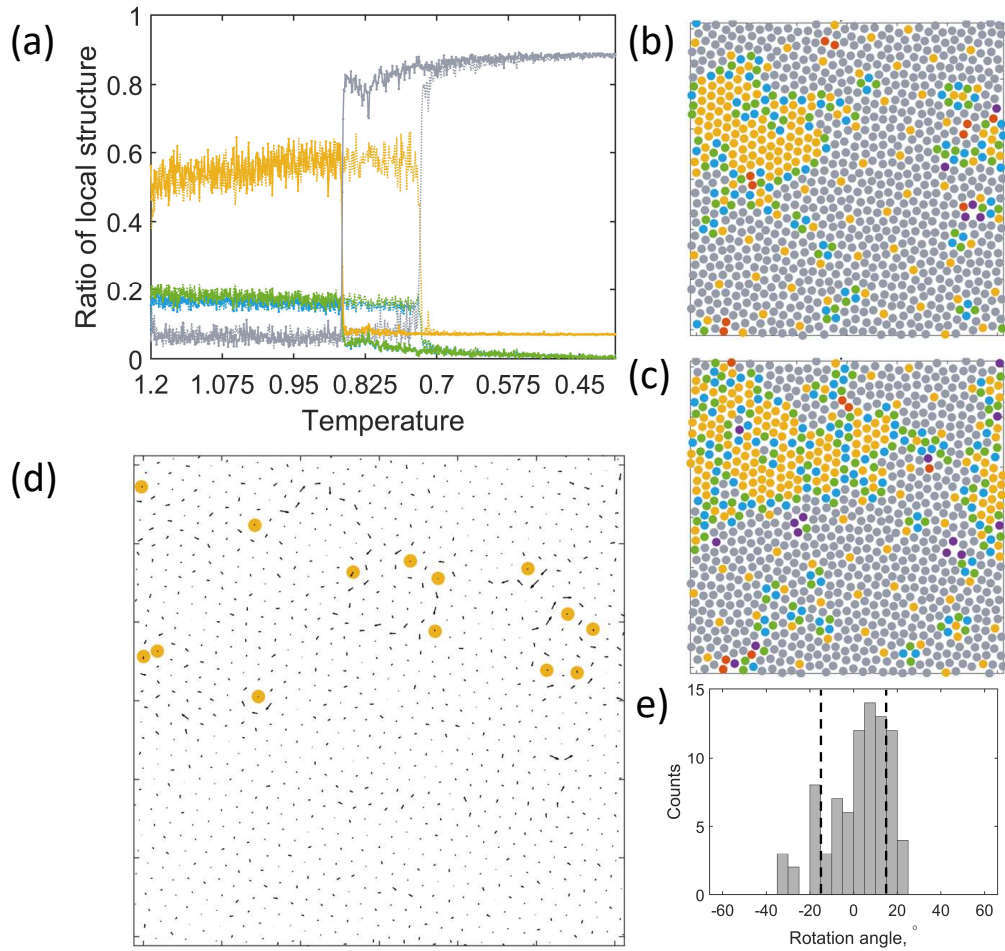 (a)
1
0.8
0.6
0.4
0.2
0
Ratio of local structure
1.2 1.075 0.95 0.825 0.7 0.575 0.45
Temperature
(b)
(c)
(d)
e)
15
10
5
0
Counts
-60 -40 -20 0 20 40 60
Rotation angle, °